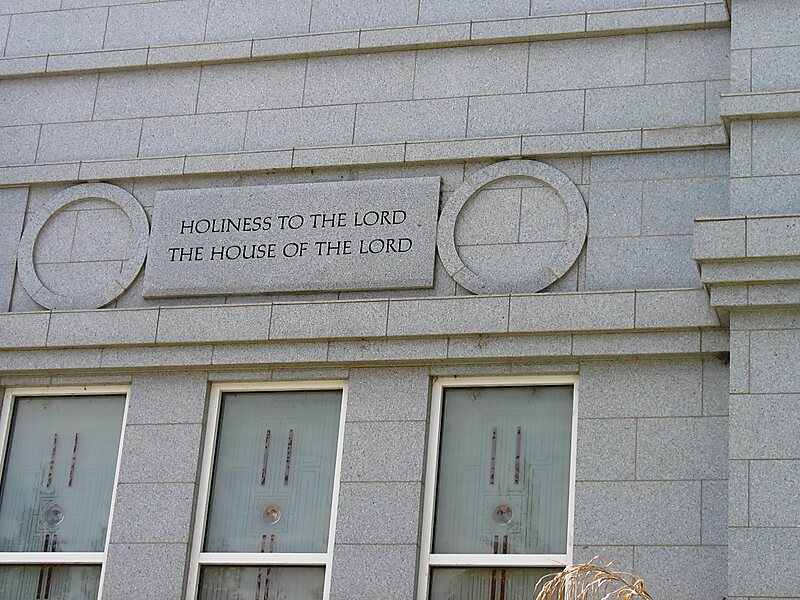 HOLINESS TO THE LORD
THE HOUSE OF THE LORD